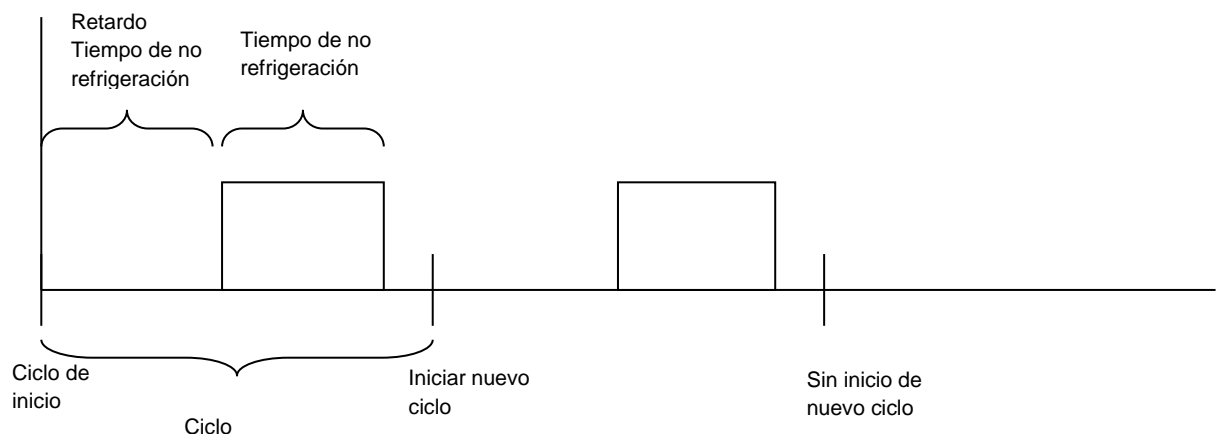 Retardo
Tiempo de no
refrigeración
Tiempo de no
refrigeración
Ciclo de
inicio
Ciclo
Iniciar nuevo
ciclo
Sin inicio de
nuevo ciclo